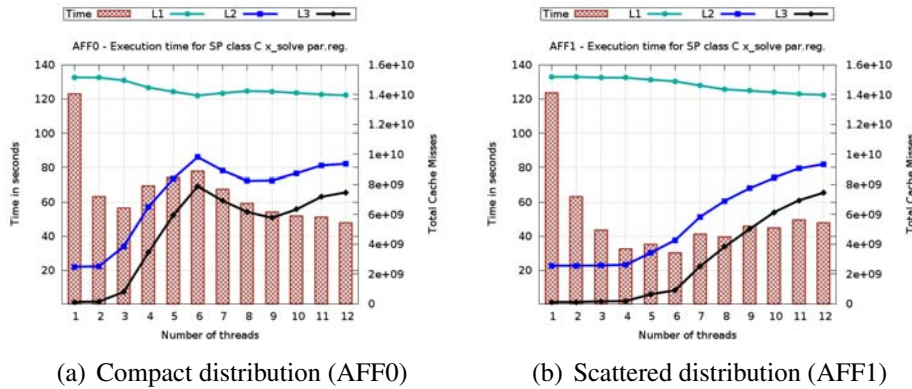 Time L1 L2 L3
AFF0 - Execution time for SP class C x_solve par.reg.
Time in seconds
140
120
100
80
60
40
20
1.6e+10
1.4e+10
1.2e+10
1e+10
8e+09
6e+09
4e+09
2e+09
0
Total Cache Misses
1 2 3 4 5 6 7 8 9 10 11 12
Number of threads
(a) Compact distribution (AFF0)
Time L1 L2 L3
AFF1 - Execution time for SP class C x_solve par.reg.
Time in seconds
140
120
100
80
60
40
20
1.6e+10
1.4e+10
1.2e+10
1e+10
8e+09
6e+09
4e+09
2e+09
0
Total Cache Misses
1 2 3 4 5 6 7 8 9 10 11 12
Number of threads
(b) Scattered distribution (AFF1)